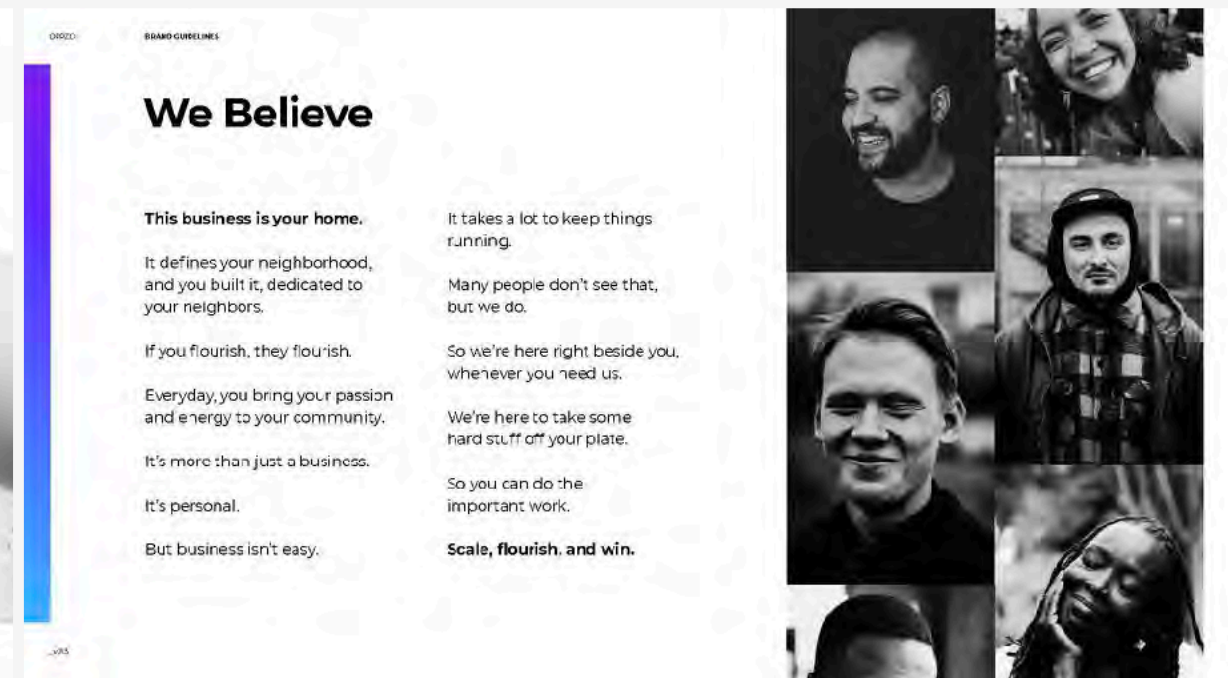 BRAND GUIDELINES
We Believe
This business is your home.
It defines your neighborhood,
and you built it, dedicated to
your neighbors.
If you flourish, they flourish.
Everyday, you bring your passion
and energy to your community.
It's more than just a business.
It's personal.
But business isn't easy.
It takes a lot to keep things
running.
Many people don't see that,
but we do.
So we're here right beside you,
whenever you need us.
We're here to take some
hard stuff off your plate.
So you can do the
important work.
Scale, flourish, and win.